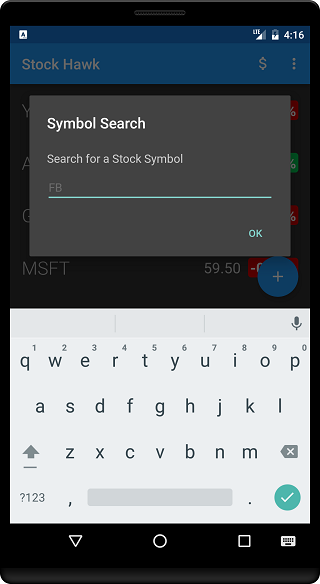 A LTE 4:16
Stock Hawk $
Y %
A %
G %
Symbol Search
Search for a Stock Symbol
FB
OK
MSFT 59.50 -0
+
1 2 3 4 5 6 7 8 9 0
q w e r t y u i o p
a s d f g h j k l
z x c v b n m
?123 , .